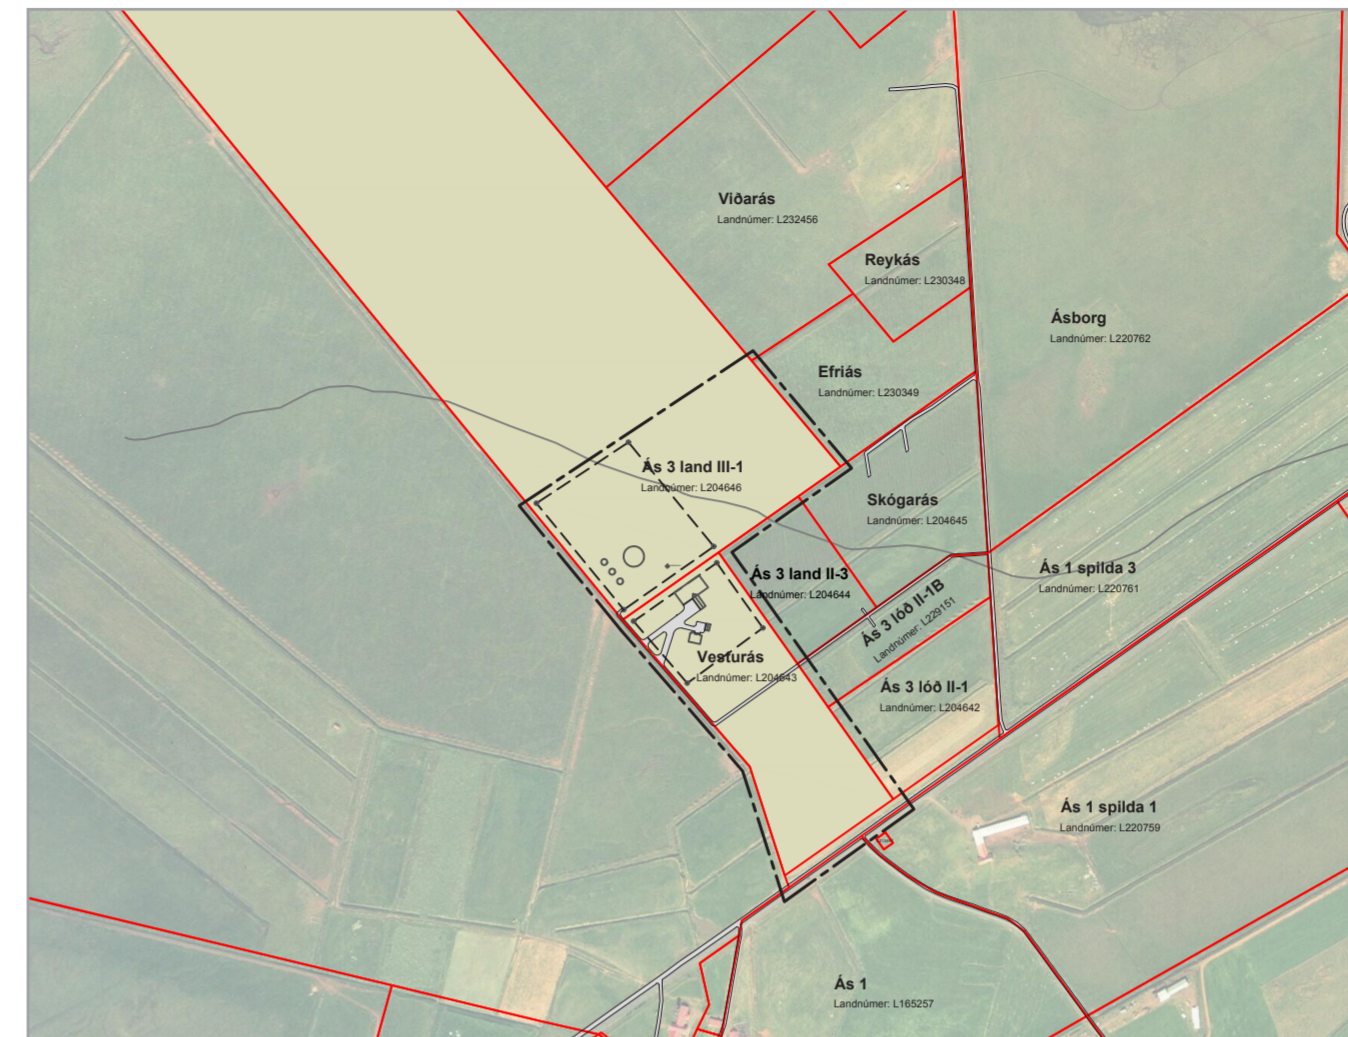 Viðarás
Landnúmer: L232456
Reykás
Landnúmer: L230348
Ásborg
Landnúmer: L220762
Efriás
Landnúmer: L230349
Ás 3 land III-1
Landnúmer: L204646
Skógarás
Landnúmer: L204645
Ás 3 land II-3
Landnúmer: L204644
Ás 1 spilda 3
Landnúmer: L220761
Ás 3 lóð II-1B
Landnúmer: L229151
Vesturás
Landnúmer: L204643
Ás 3 lóð II-1
Landnúmer: L204642
Ás 1 spilda 1
Landnúmer: L220759
Ás 1
Landnúmer: L165257